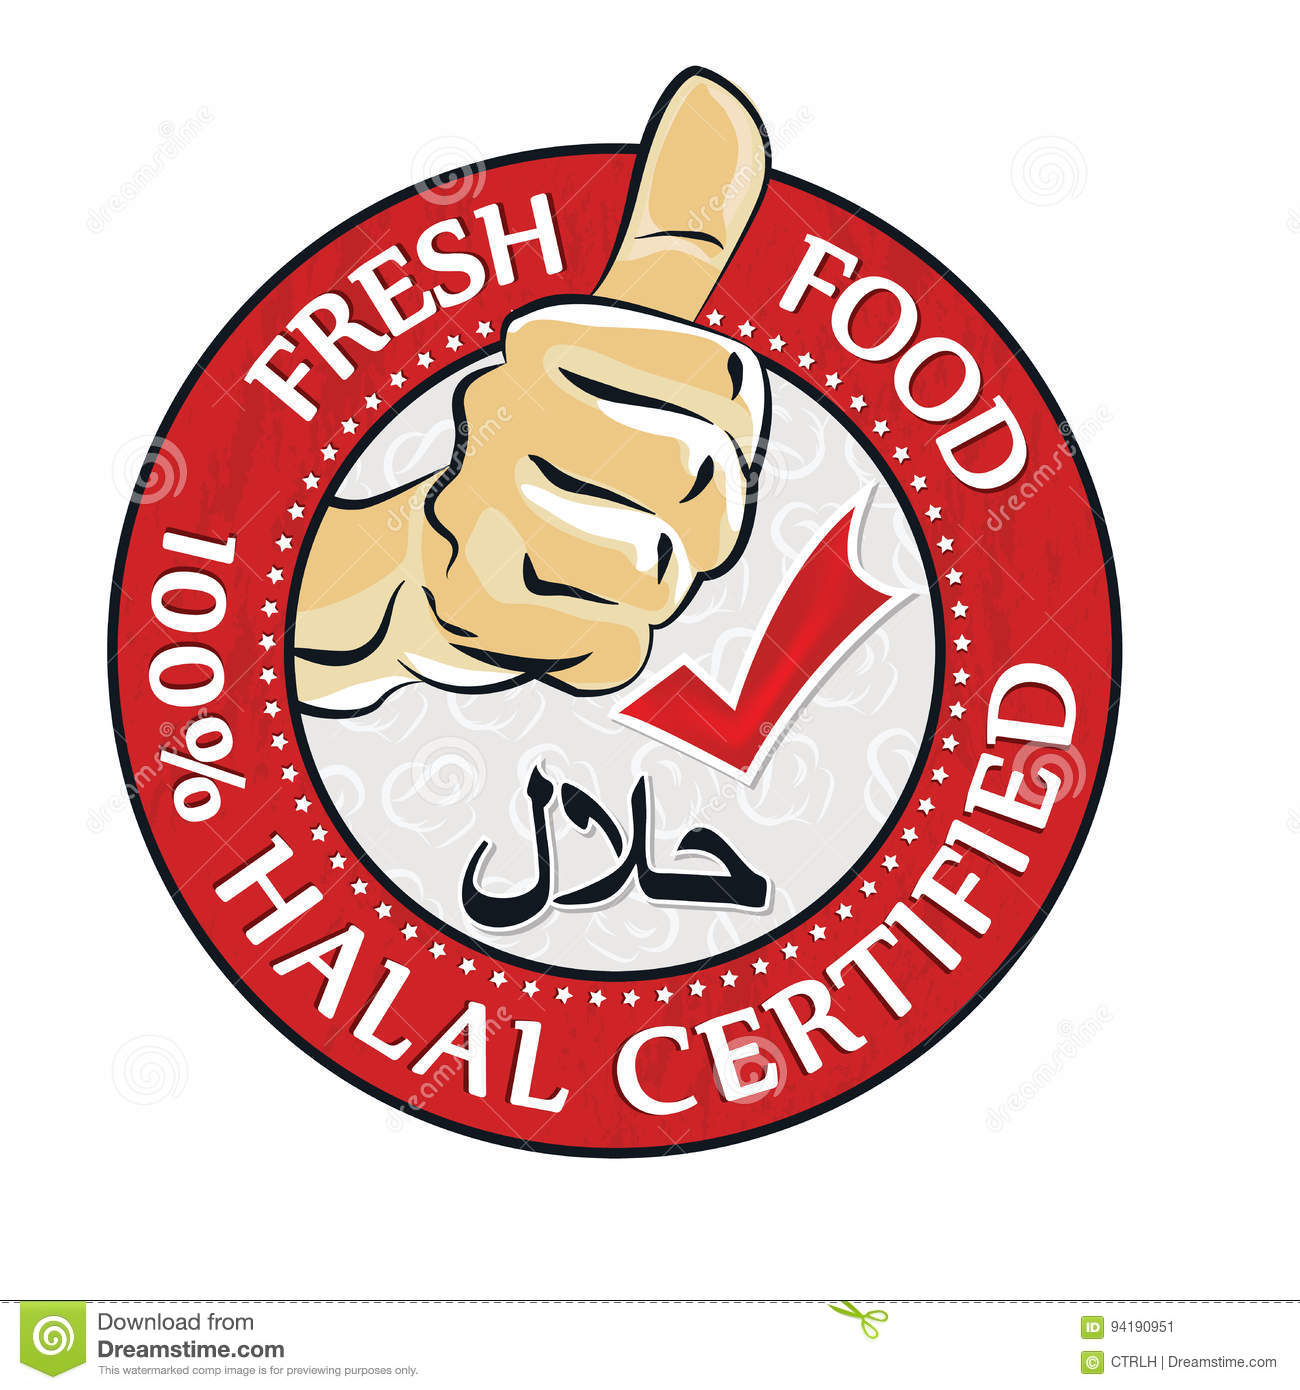 FRESH FOOD
100% HALAL CERTIFIED
حلال
dreamstime
Download from
Dreamstime.com
This watermarked comp image is for previewing purposes only.
ID 94190951
© CTRLH | Dreamstime.com